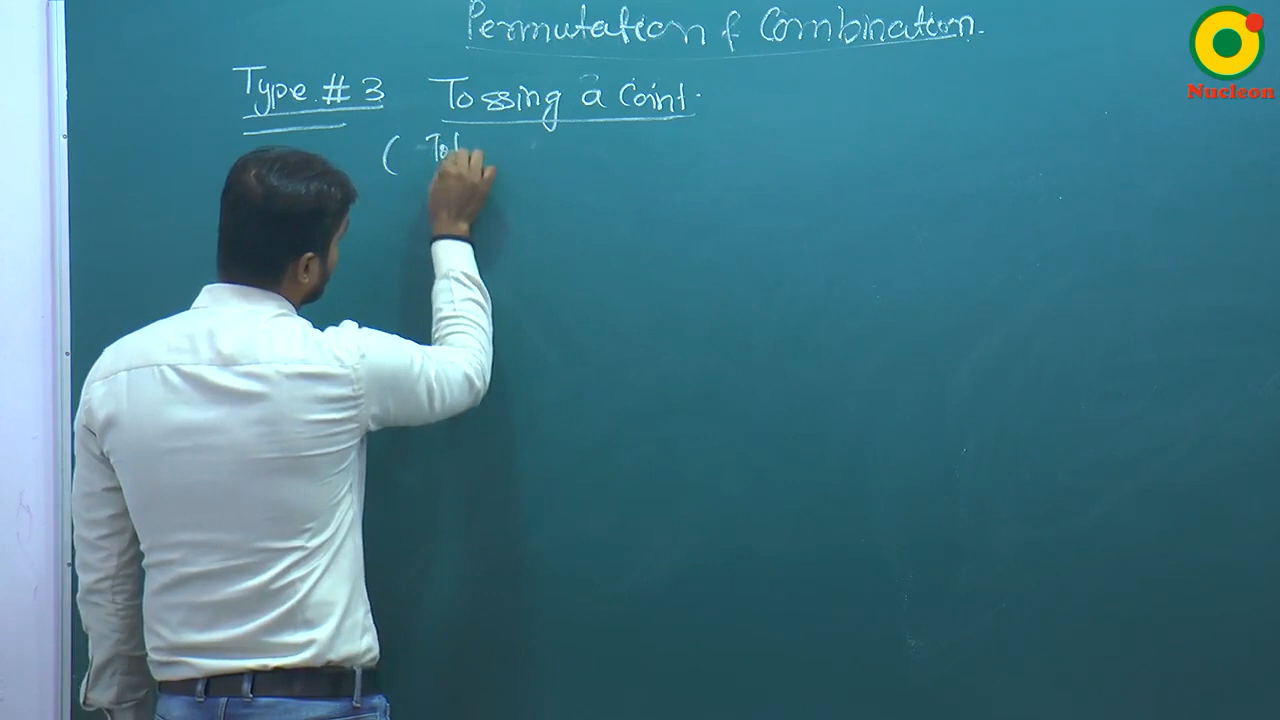 Permutation & Combination.
Nucleon
Type # 3 Tossing a Coint.
( To